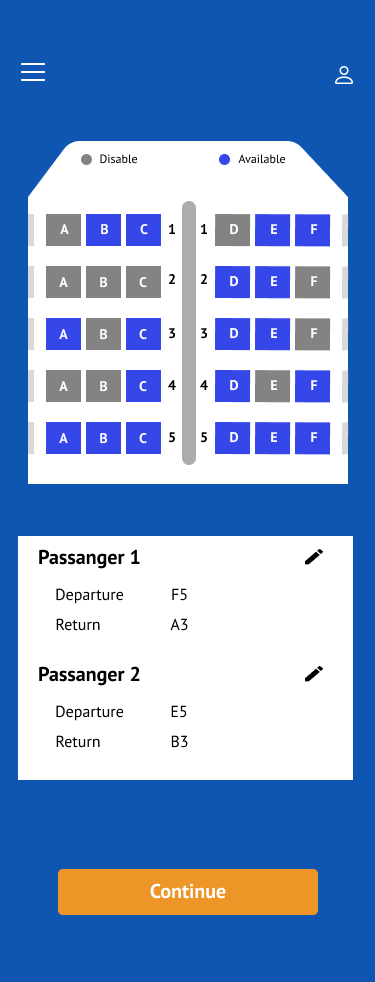 Disable Available
A B C 1 1 D E F
A B C 2 2 D E F
A B C 3 3 D E F
A B C 4 4 D E F
A B C 5 5 D E F
Passanger 1
Departure F5
Return A3
Passanger 2
Departure E5
Return B3
Continue